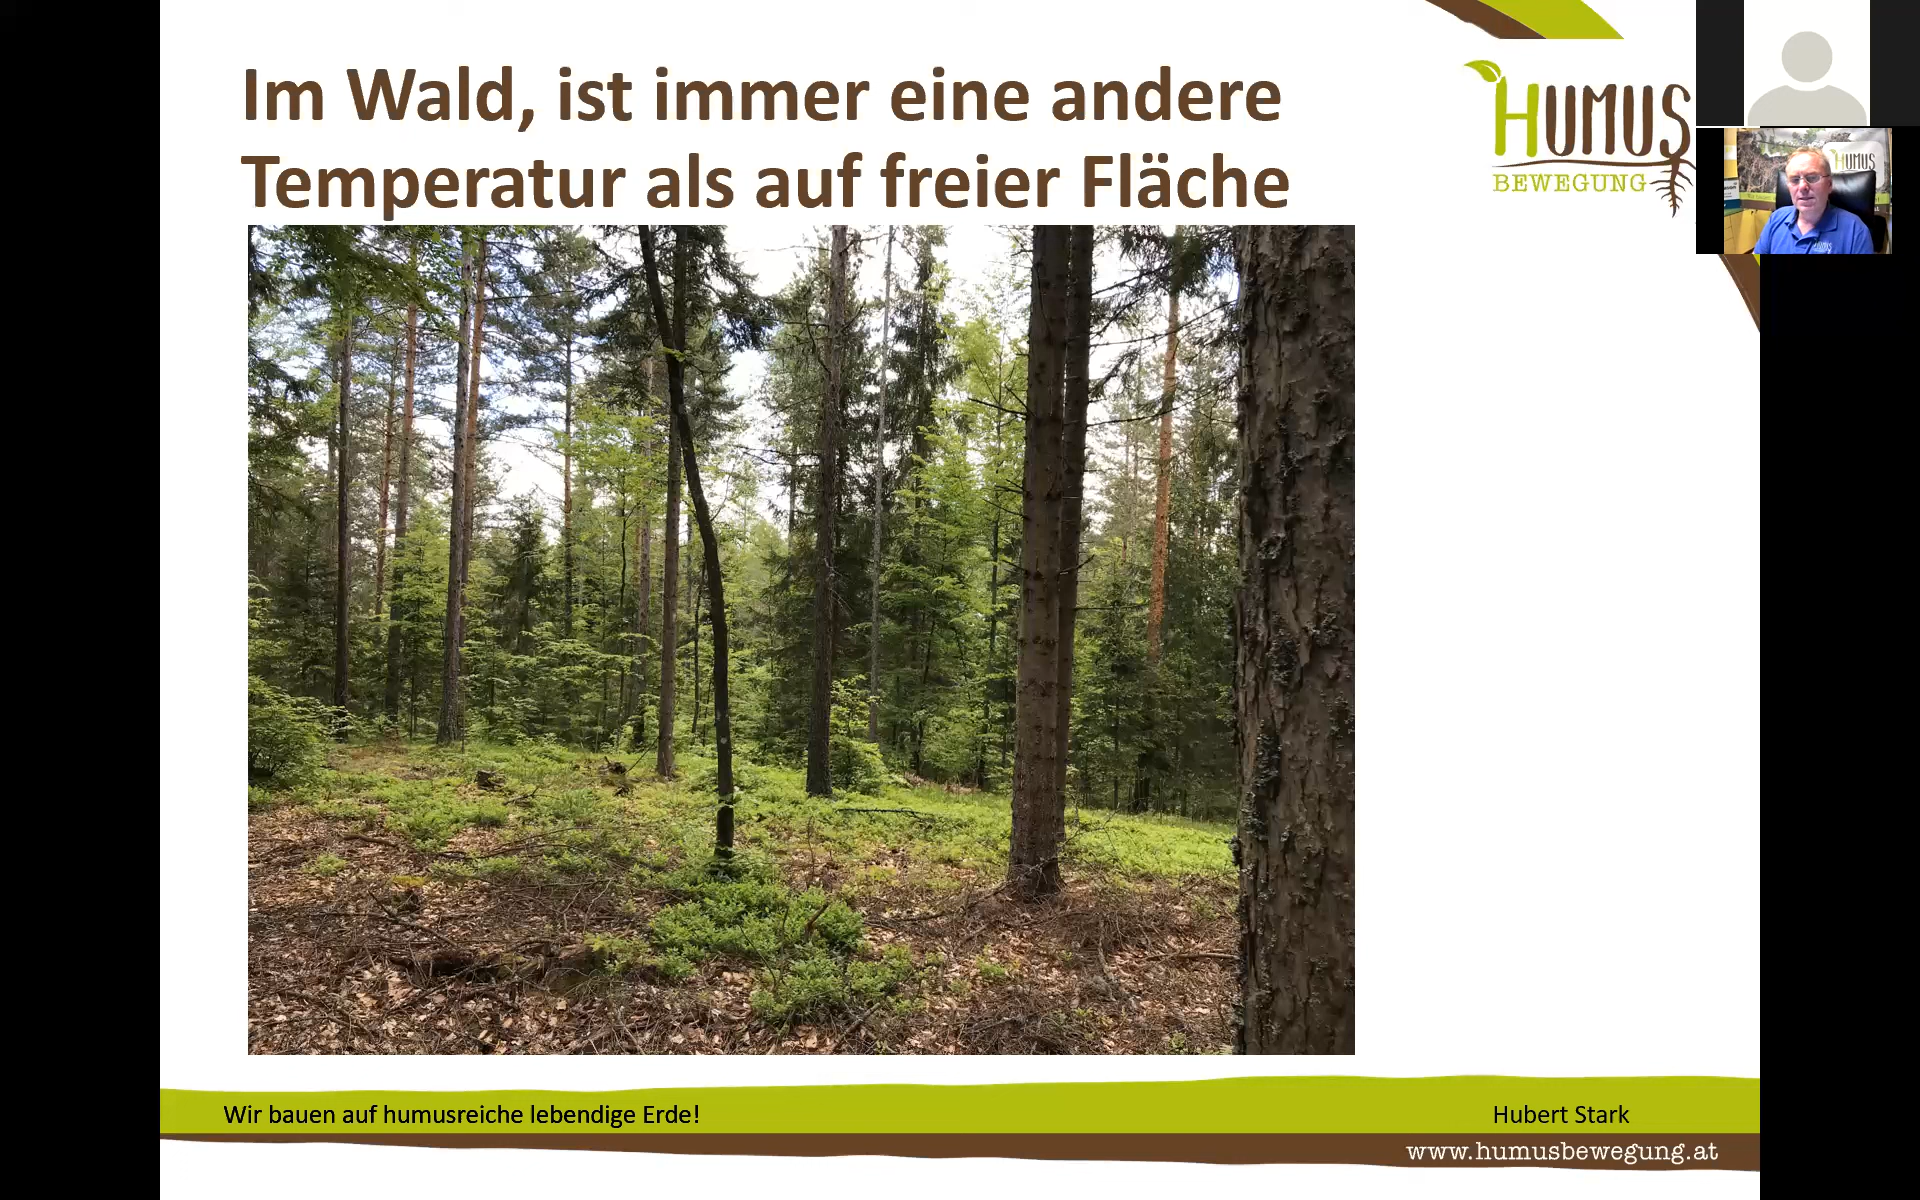 Im Wald, ist immer eine andere
Temperatur als auf freier Fläche
HUMUS
BEWEGUNG
HUMUS
Wir bauen auf humusreiche lebendige Erde!
Hubert Stark
www.humusbewegung.at